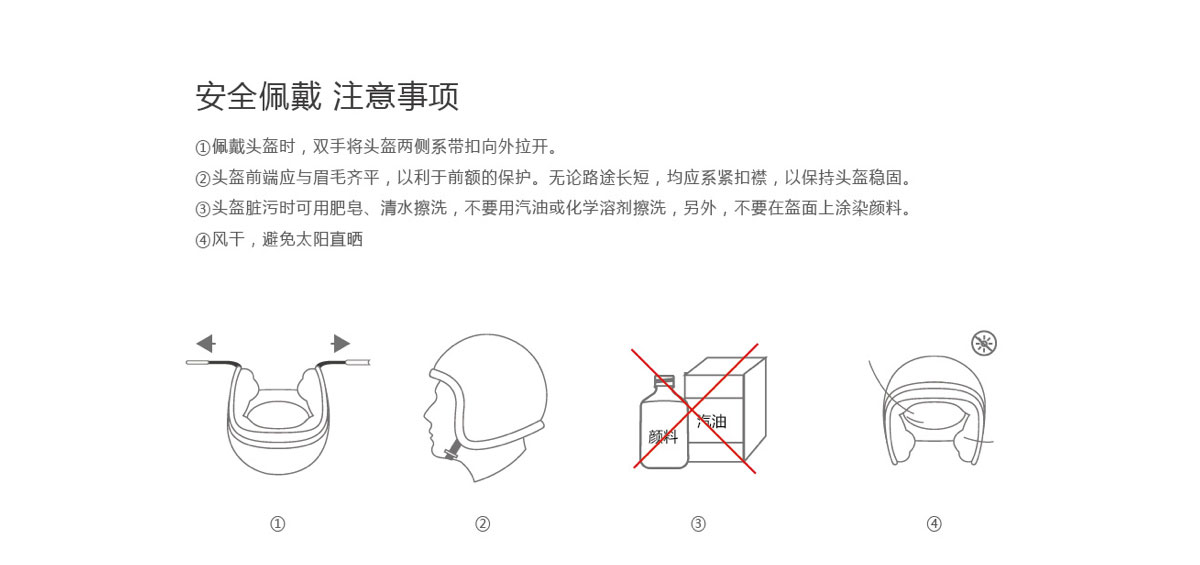 安全佩戴 注意事项
①佩戴头盔时，双手将头盔两侧系带扣向外拉开。
②头盔前端应与眉毛齐平，以利于前额的保护。无论路途长短，均应系紧扣襟，以保持头盔稳固。
③头盔脏污时可用肥皂、清水擦洗，不要用汽油或化学溶剂擦洗，另外，不要在盔面上涂染颜料。
④风干，避免太阳直晒
汽油
颜料
① ② ③ ④